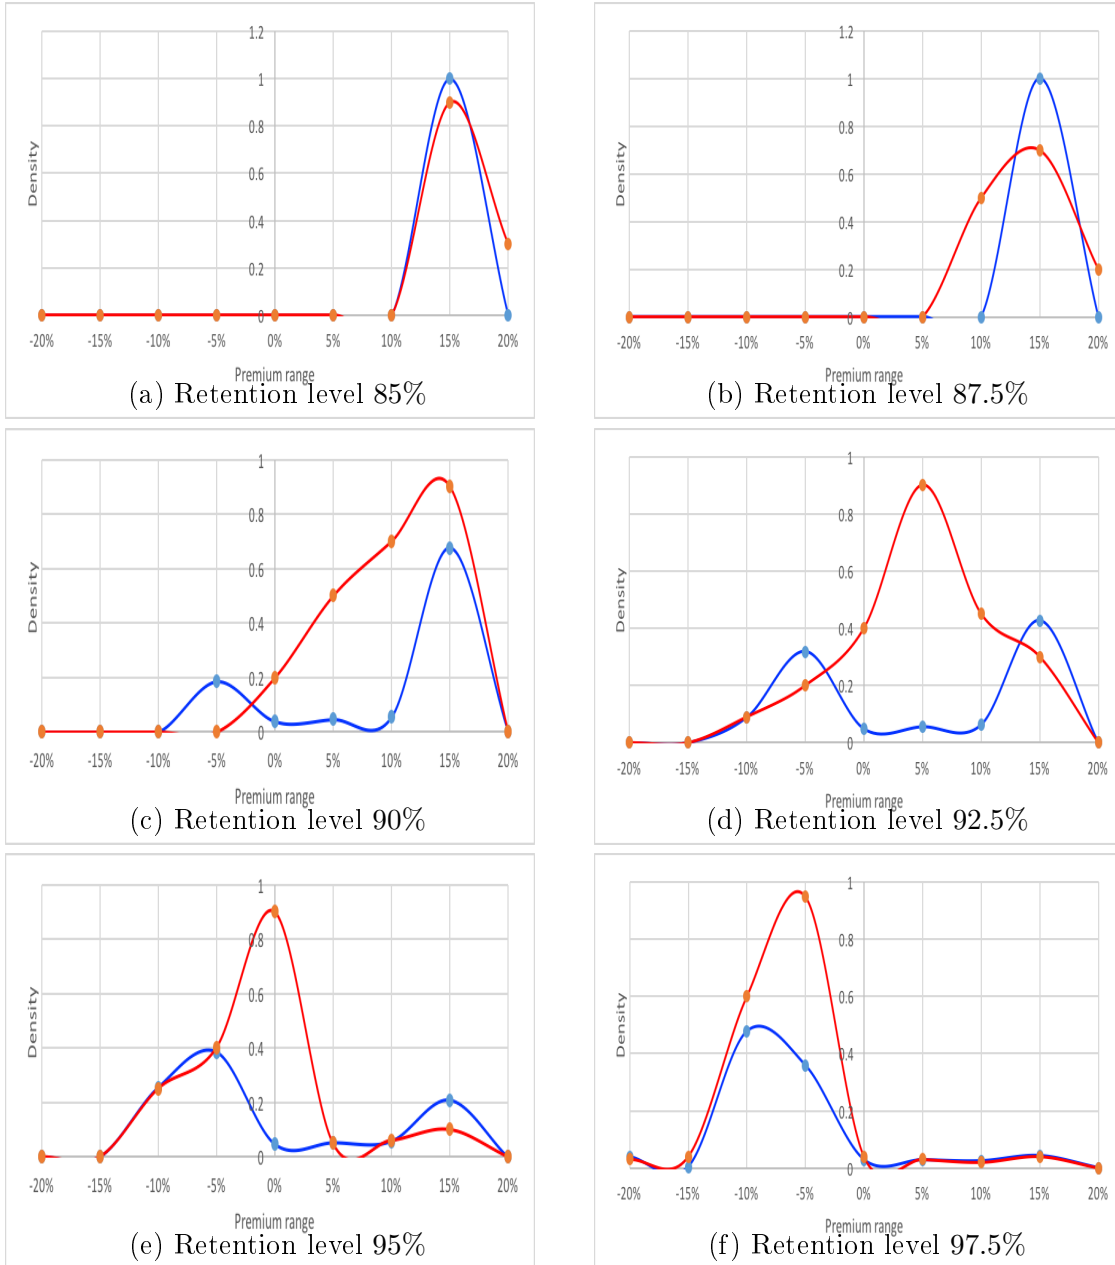 1.2
1
0.8
0.6
0.4
0.2
0
Density
-20% -15% -10% -5% 0% 5% 10% 15% 20%
Premium range
(a) Retention level 85%
1.2
1
0.8
0.6
0.4
0.2
0
Density
-20% -15% -10% -5% 0% 5% 10% 15% 20%
Premium range
(b) Retention level 87.5%
1
0.8
0.6
0.4
0.2
0
Density
-20% -15% -10% -5% 0% 5% 10% 15% 20%
Premium range
(c) Retention level 90%
1
0.8
0.6
0.4
0.2
0
Density
-20% -15% -10% -5% 0% 5% 10% 15% 20%
Premium range
(d) Retention level 92.5%
1
0.8
0.6
0.4
0.2
0
Density
-20% -15% -10% -5% 0% 5% 10% 15% 20%
Premium range
(e) Retention level 95%
1
0.8
0.6
0.4
0.2
0
Density
-20% -15% -10% -5% 0% 5% 10% 15% 20%
Premium range
(f) Retention level 97.5%